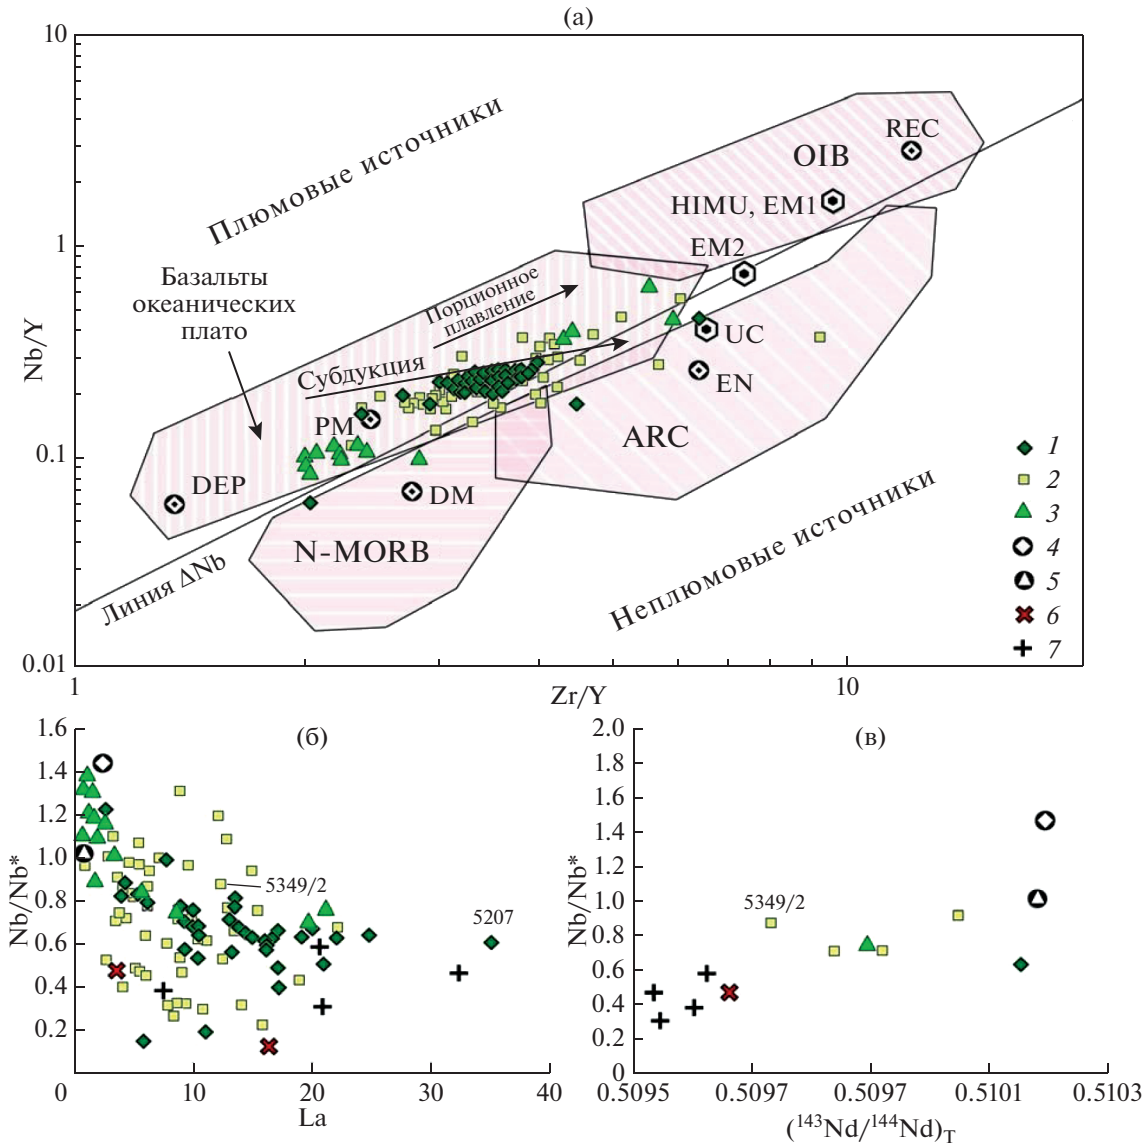 (а)
10
Плюмовые источники
REC
OIB
HIMU, EM1
EM2
1
Базальты
океанических
плато
Порционное
плавление
Nb/Y
Субдукция
UC
EN
PM
ARC
0.1
DEP
DM
N-MORB
Линия ΔNb
Неплюмовые источники
1
2
3
4
5
6
7
0.01
1
10
Zr/Y
(б)
1.6
1.4
1.2
1.0
0.8
0.6
0.4
0.2
Nb/Nb*
5349/2
5207
0
10
20
30
40
La
(в)
2.0
1.8
1.6
1.4
1.2
1.0
0.8
0.6
0.4
0.2
0
Nb/Nb*
5349/2
0.5095
0.5097
0.5097
0.5101
0.5103
(¹⁴³Nd/¹⁴⁴Nd)T